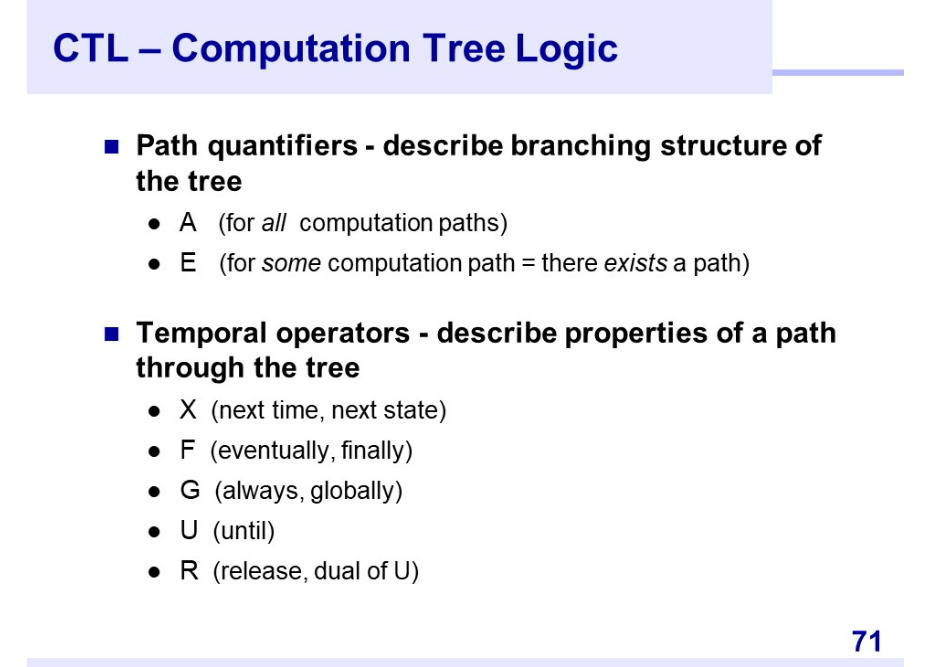 CTL – Computation Tree Logic
Path quantifiers - describe branching structure of
the tree
A (for all computation paths)
E (for some computation path = there exists a path)
Temporal operators - describe properties of a path
through the tree
X (next time, next state)
F (eventually, finally)
G (always, globally)
U (until)
R (release, dual of U)
71